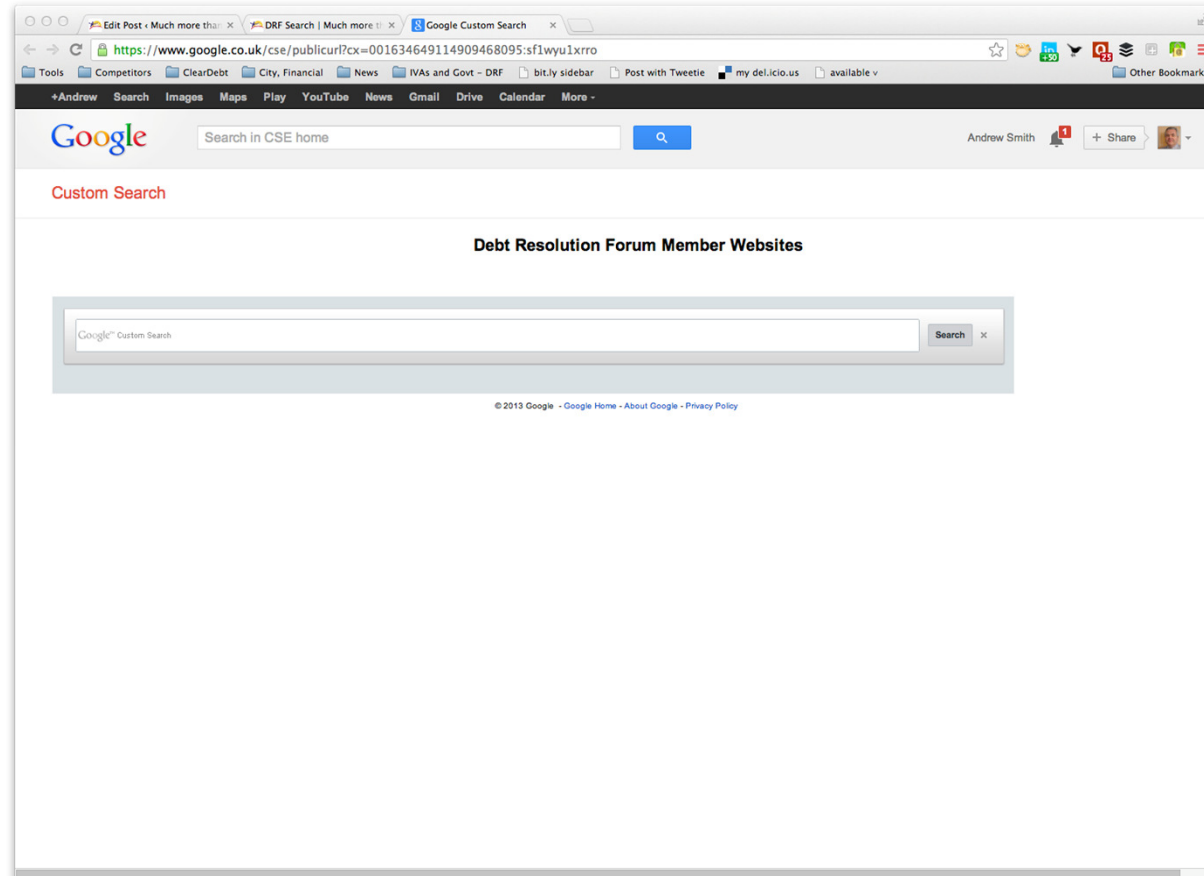 Edit Post ‹ Much more than
DRF Search | Much more th
Google Custom Search
https://www.google.co.uk/cse/publicurl?cx=001634649114909468095:sf1wyu1xrro
+50
23
Tools Competitors ClearDebt City, Financial News IVAs and Govt - DRF bit.ly sidebar Post with Tweetie my del.icio.us available v Other Bookmark
+Andrew Search Images Maps Play YouTube News Gmail Drive Calendar More -
Google
Search in CSE home
Andrew Smith
1
+ Share
Custom Search
Debt Resolution Forum Member Websites
Google™ Custom Search
Search ×
© 2013 Google - Google Home - About Google - Privacy Policy